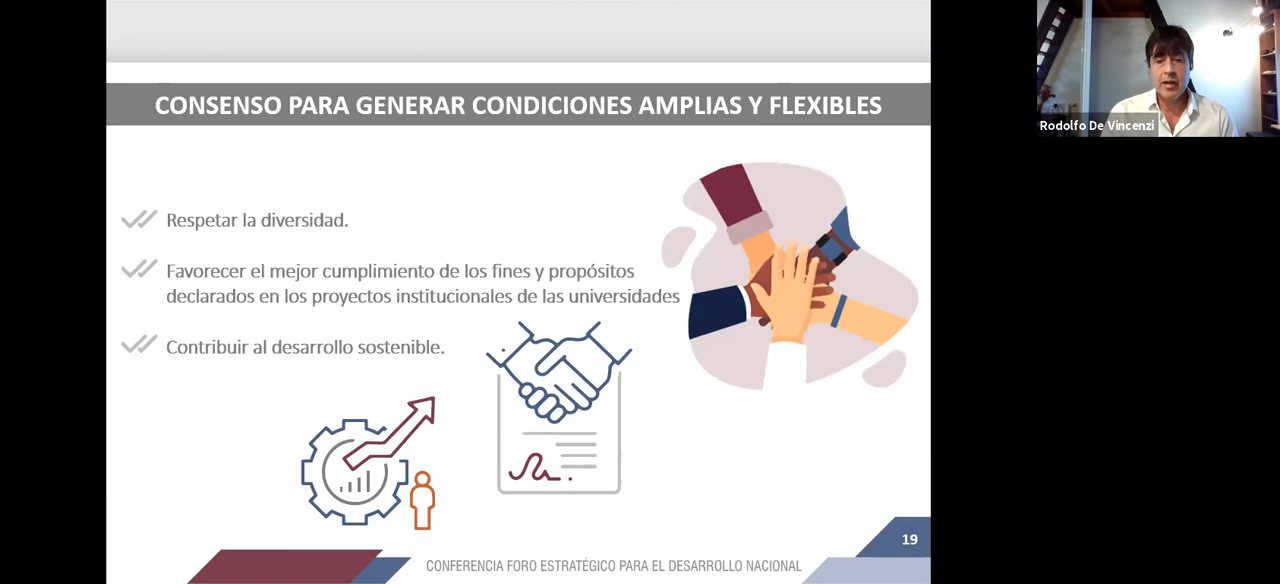 CONSENSO PARA GENERAR CONDICIONES AMPLIAS Y FLEXIBLES
Respetar la diversidad.
Favorecer el mejor cumplimiento de los fines y propósitos
declarados en los proyectos institucionales de las universidades
Contribuir al desarrollo sostenible.
19
CONFERENCIA FORO ESTRATÉGICO PARA EL DESARROLLO NACIONAL
Rodolfo De Vincenzi